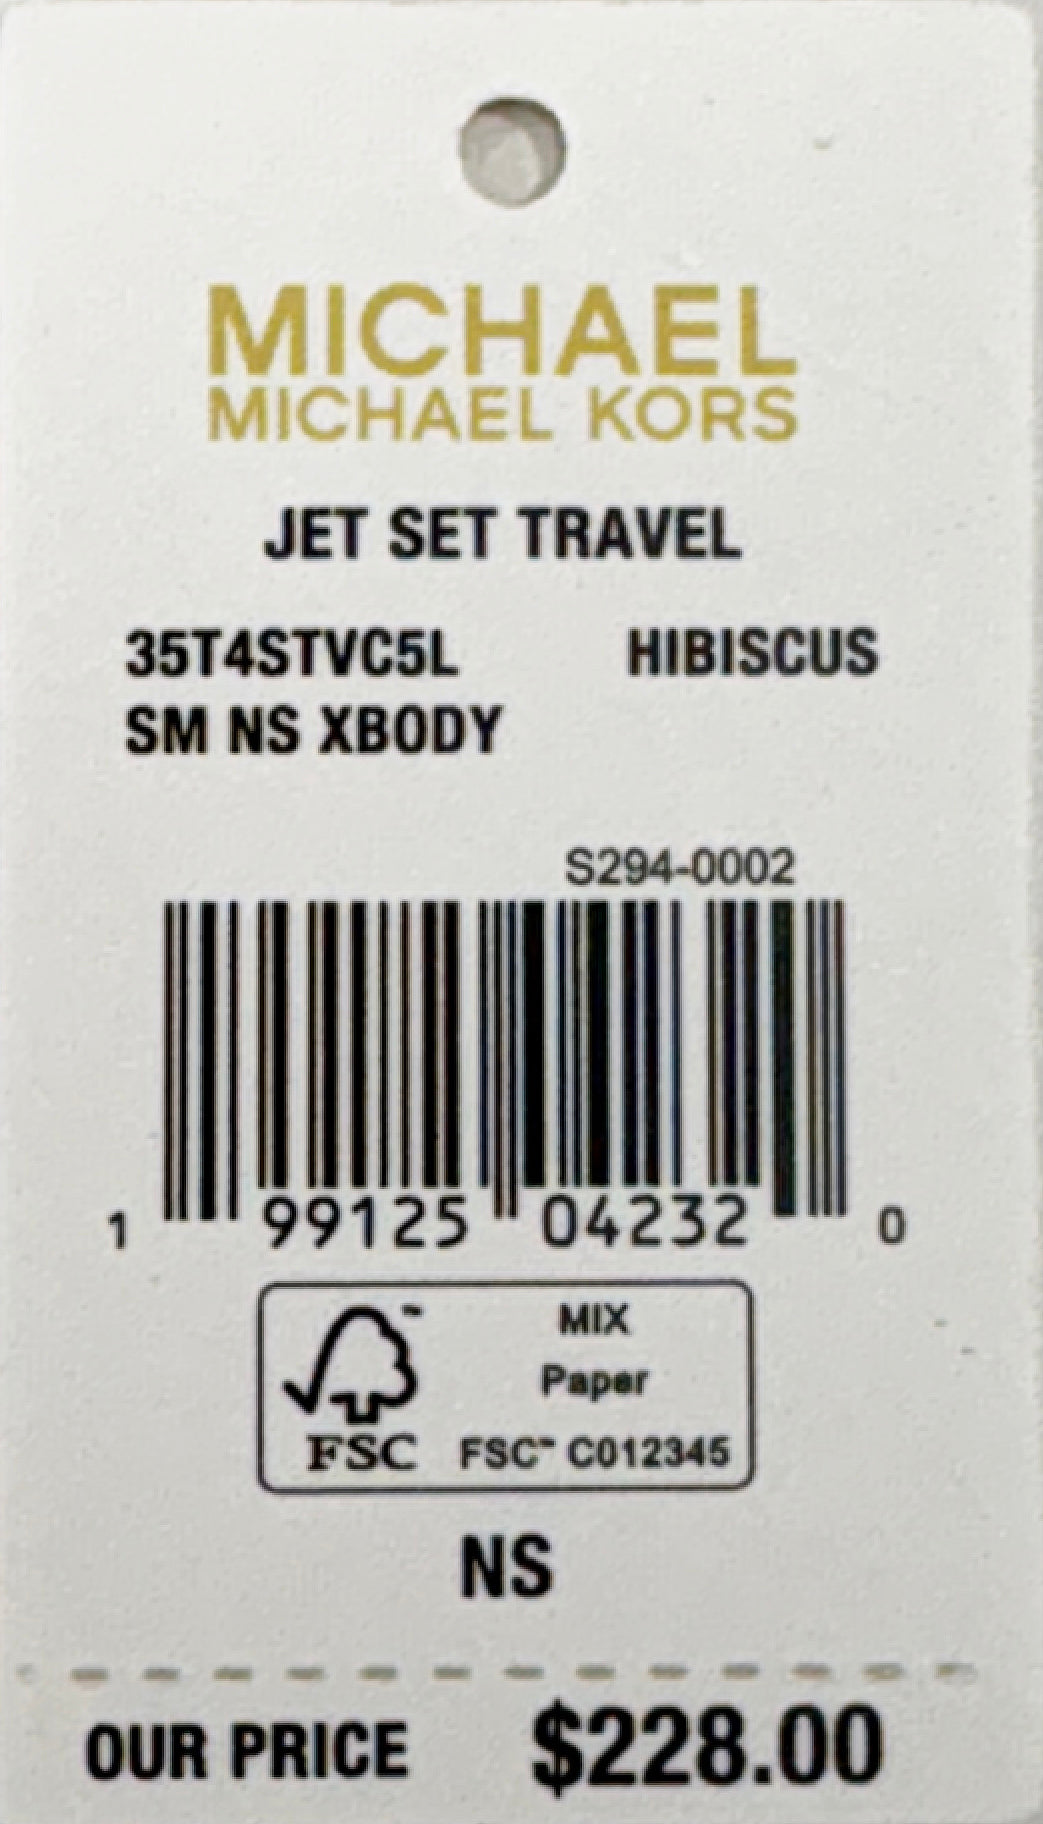 MICHAEL
MICHAEL KORS
JET SET TRAVEL
35T4STVC5L HIBISCUS
SM NS XBODY
S294-0002
1 99125 04232 0
MIX
Paper
FSC FSC™ C012345
NS
OUR PRICE $228.00